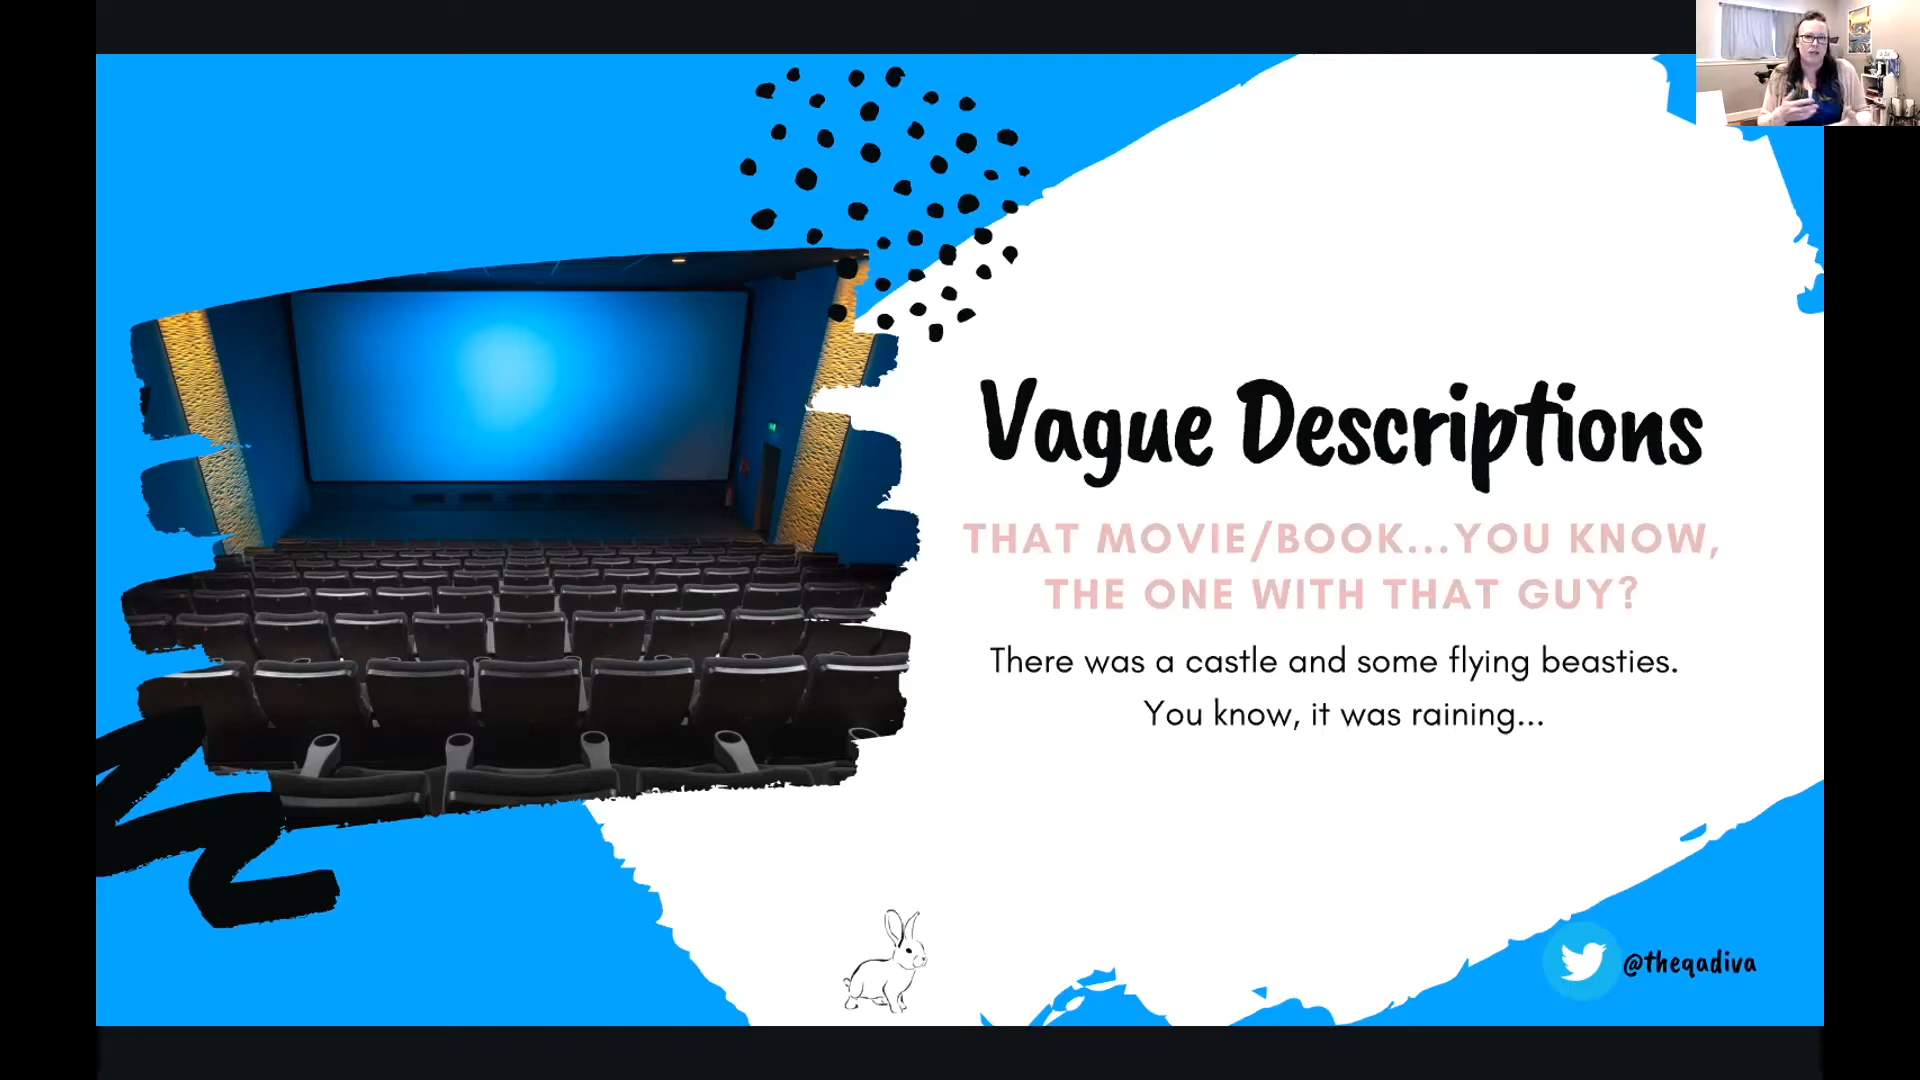 Vague Descriptions
THAT MOVIE/BOOK...YOU KNOW,
THE ONE WITH THAT GUY?
There was a castle and some flying beasties.
You know, it was raining...
@theqadiva